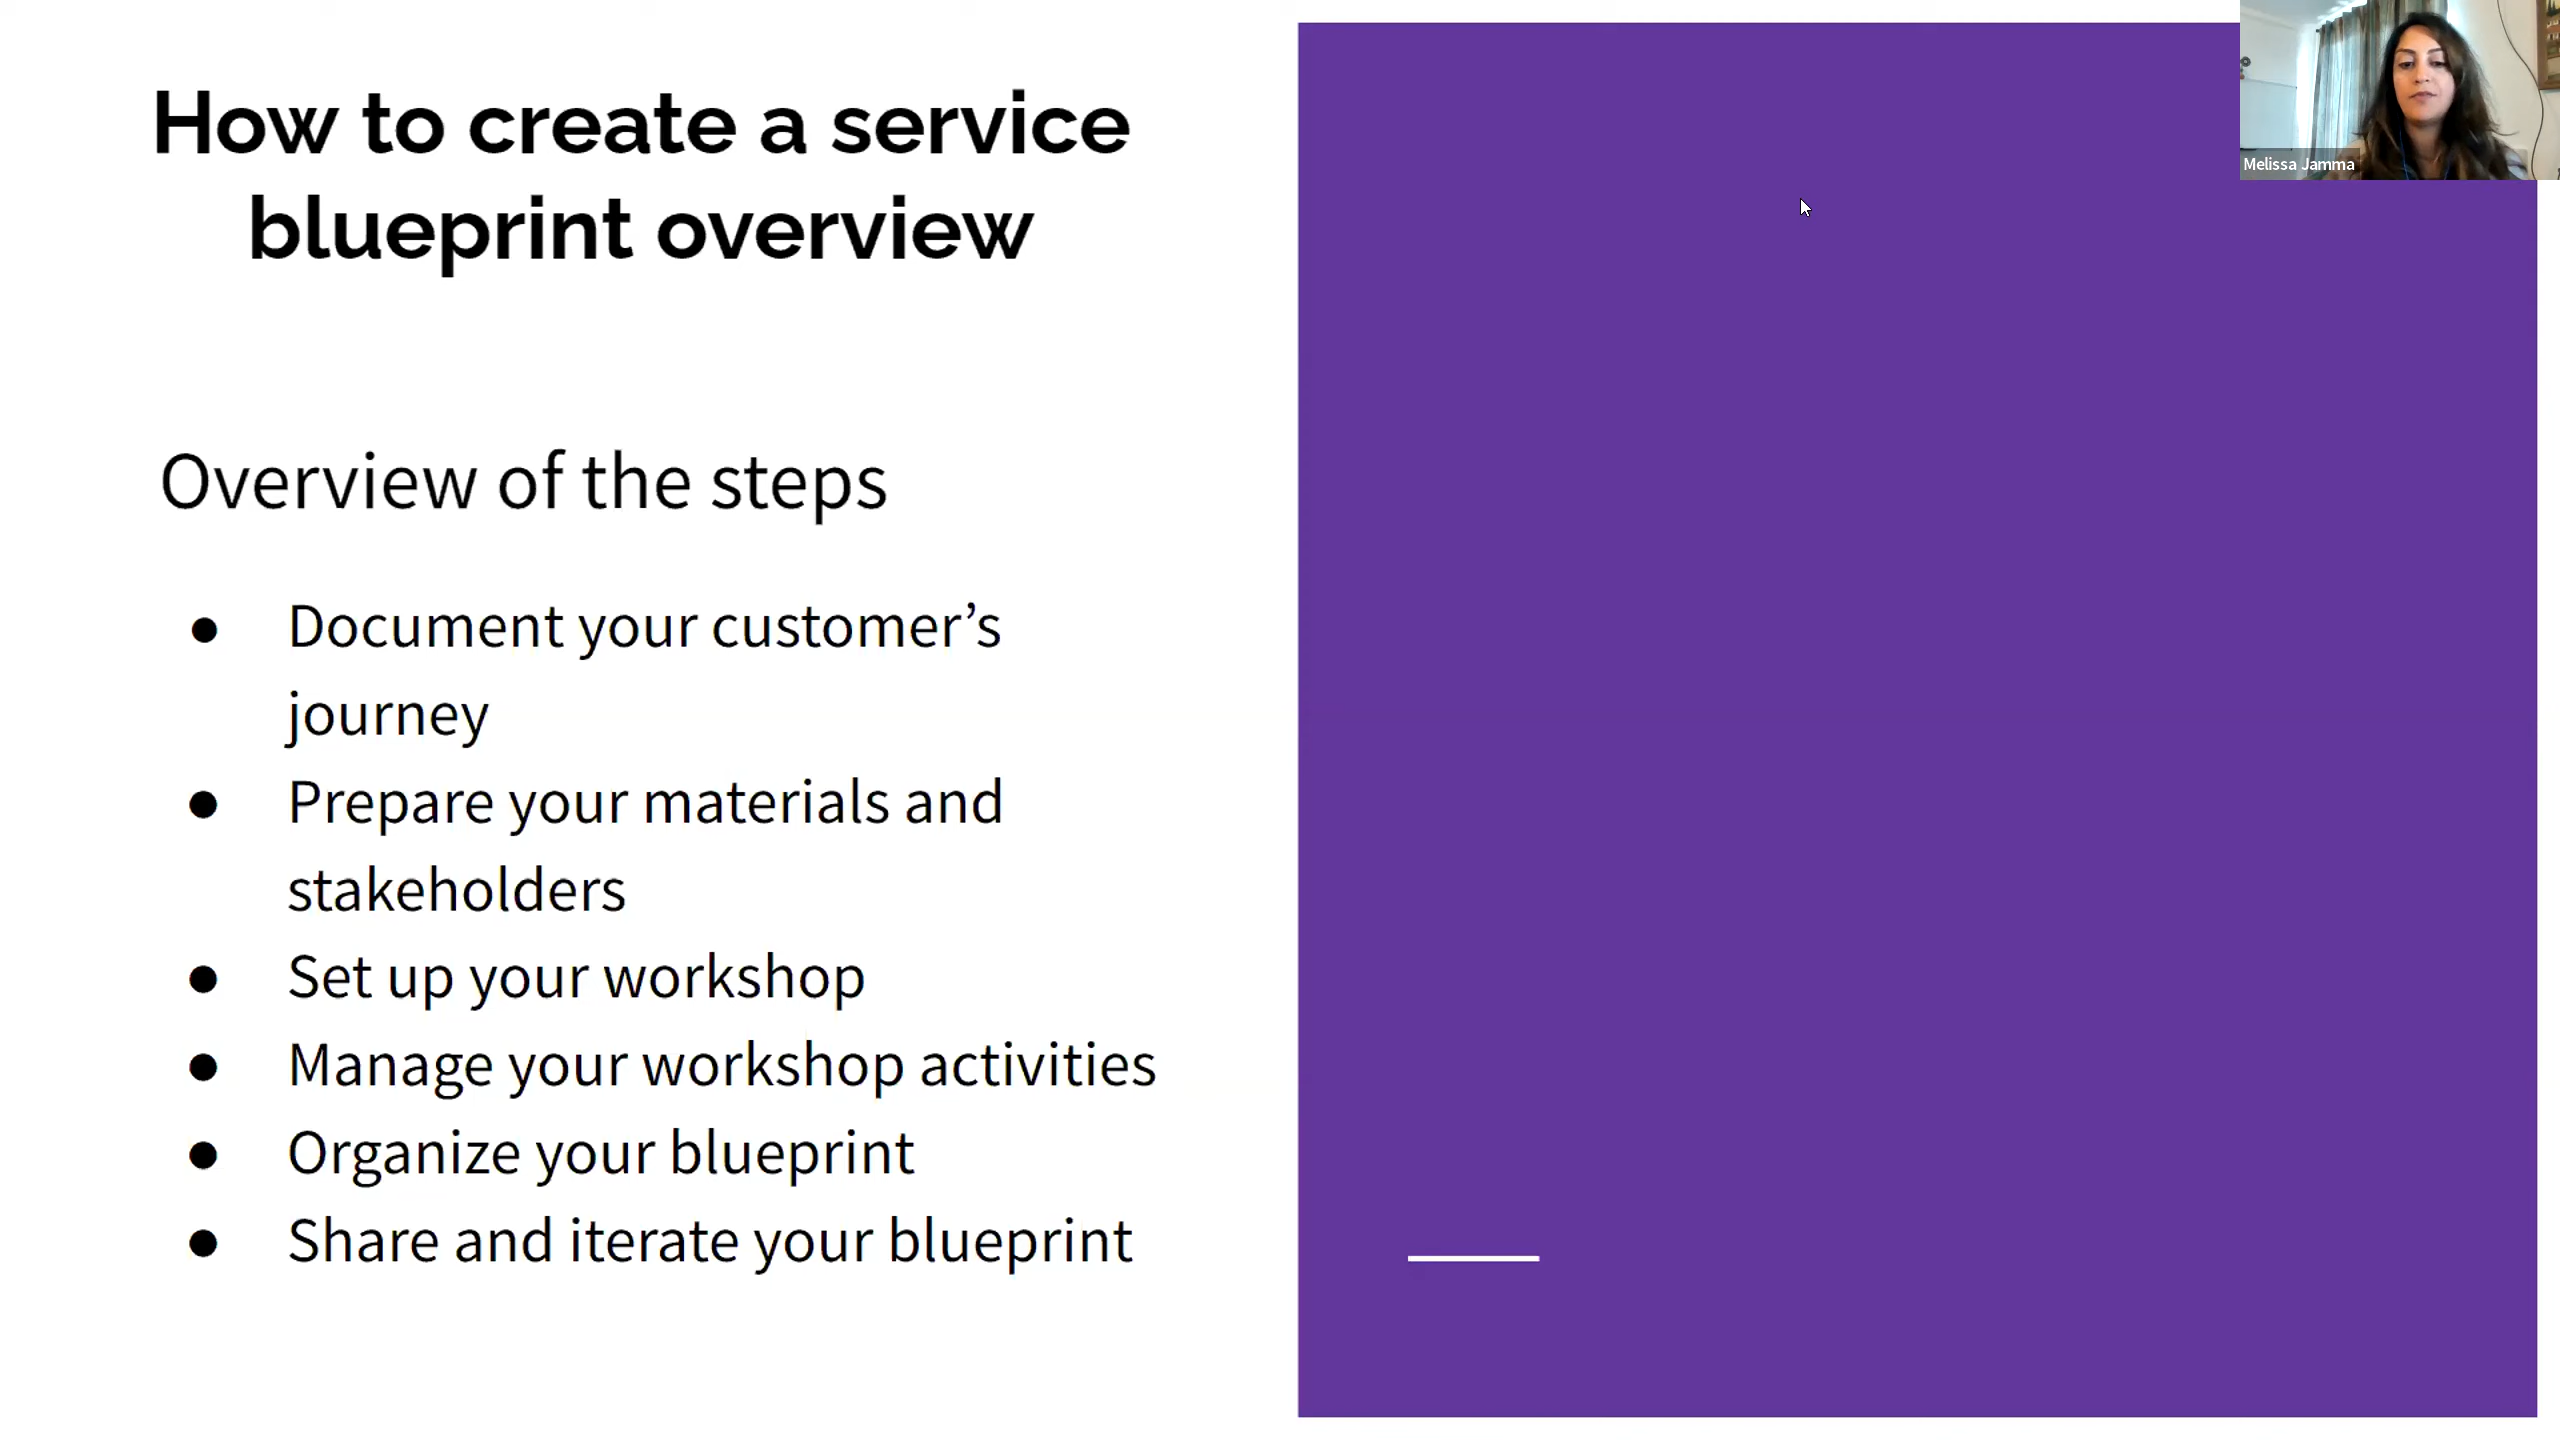 How to create a service
blueprint overview
Overview of the steps
● Document your customer’s
journey
● Prepare your materials and
stakeholders
● Set up your workshop
● Manage your workshop activities
● Organize your blueprint
● Share and iterate your blueprint
Melissa Jamma